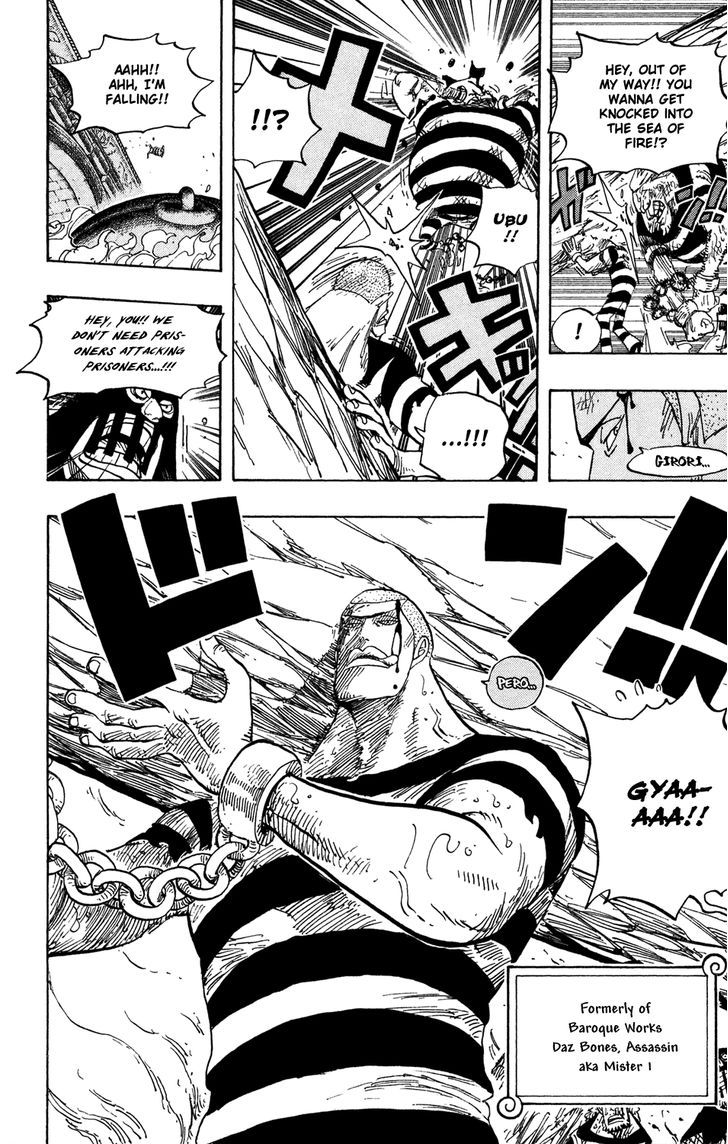 HEY, OUT OF
MY WAY!! YOU
WANNA GET
KNOCKED INTO
THE SEA OF
FIRE!?
!
GIRORI...
!!?
UBU
!!
...!!!
AAHH!!
AHH, I'M
FALLING!!
HEY, YOU!! WE
DON'T NEED PRIS-
ONERS ATTACKING
PRISONERS...!!!
ドン!!
PERO...
GYAA-
AAA!!
Formerly of
Baroque Works
Daz Bones, Assassin
aka Mister 1